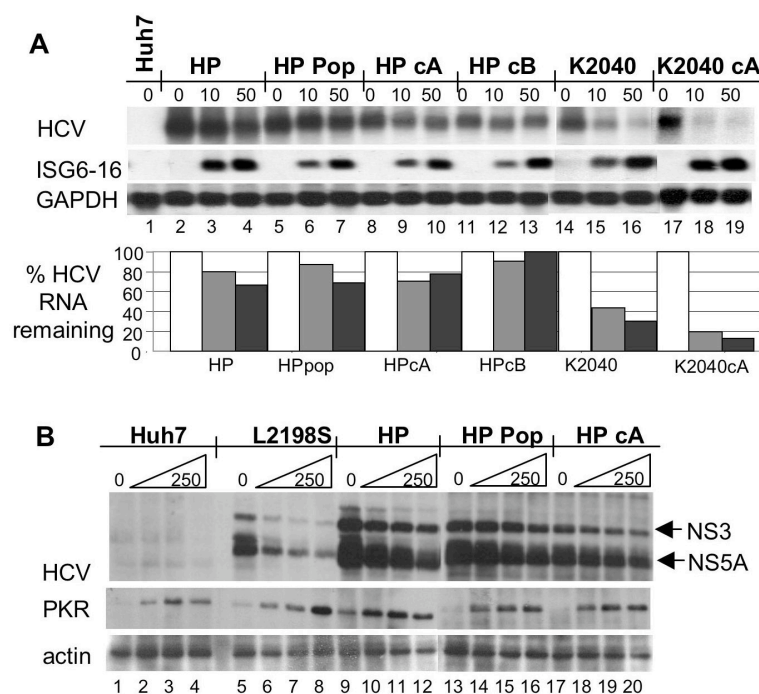 A
Huh7
HP HP Pop HP cA HP cB K2040 K2040 cA
0 0 10 50 0 10 50 0 10 50 0 10 50 0 10 50 0 10 50
HCV
ISG6-16
GAPDH
1 2 3 4 5 6 7 8 9 10 11 12 13 14 15 16 17 18 19
% HCV
RNA
remaining
100
80
60
40
20
0
HP HPpop HPcA HPcB K2040 K2040cA
B
Huh7 L2198S HP HP Pop HP cA
0 250 0 250 0 250 0 250 0 250
NS3
NS5A
HCV
PKR
actin
1 2 3 4 5 6 7 8 9 10 11 12 13 14 15 16 17 18 19 20